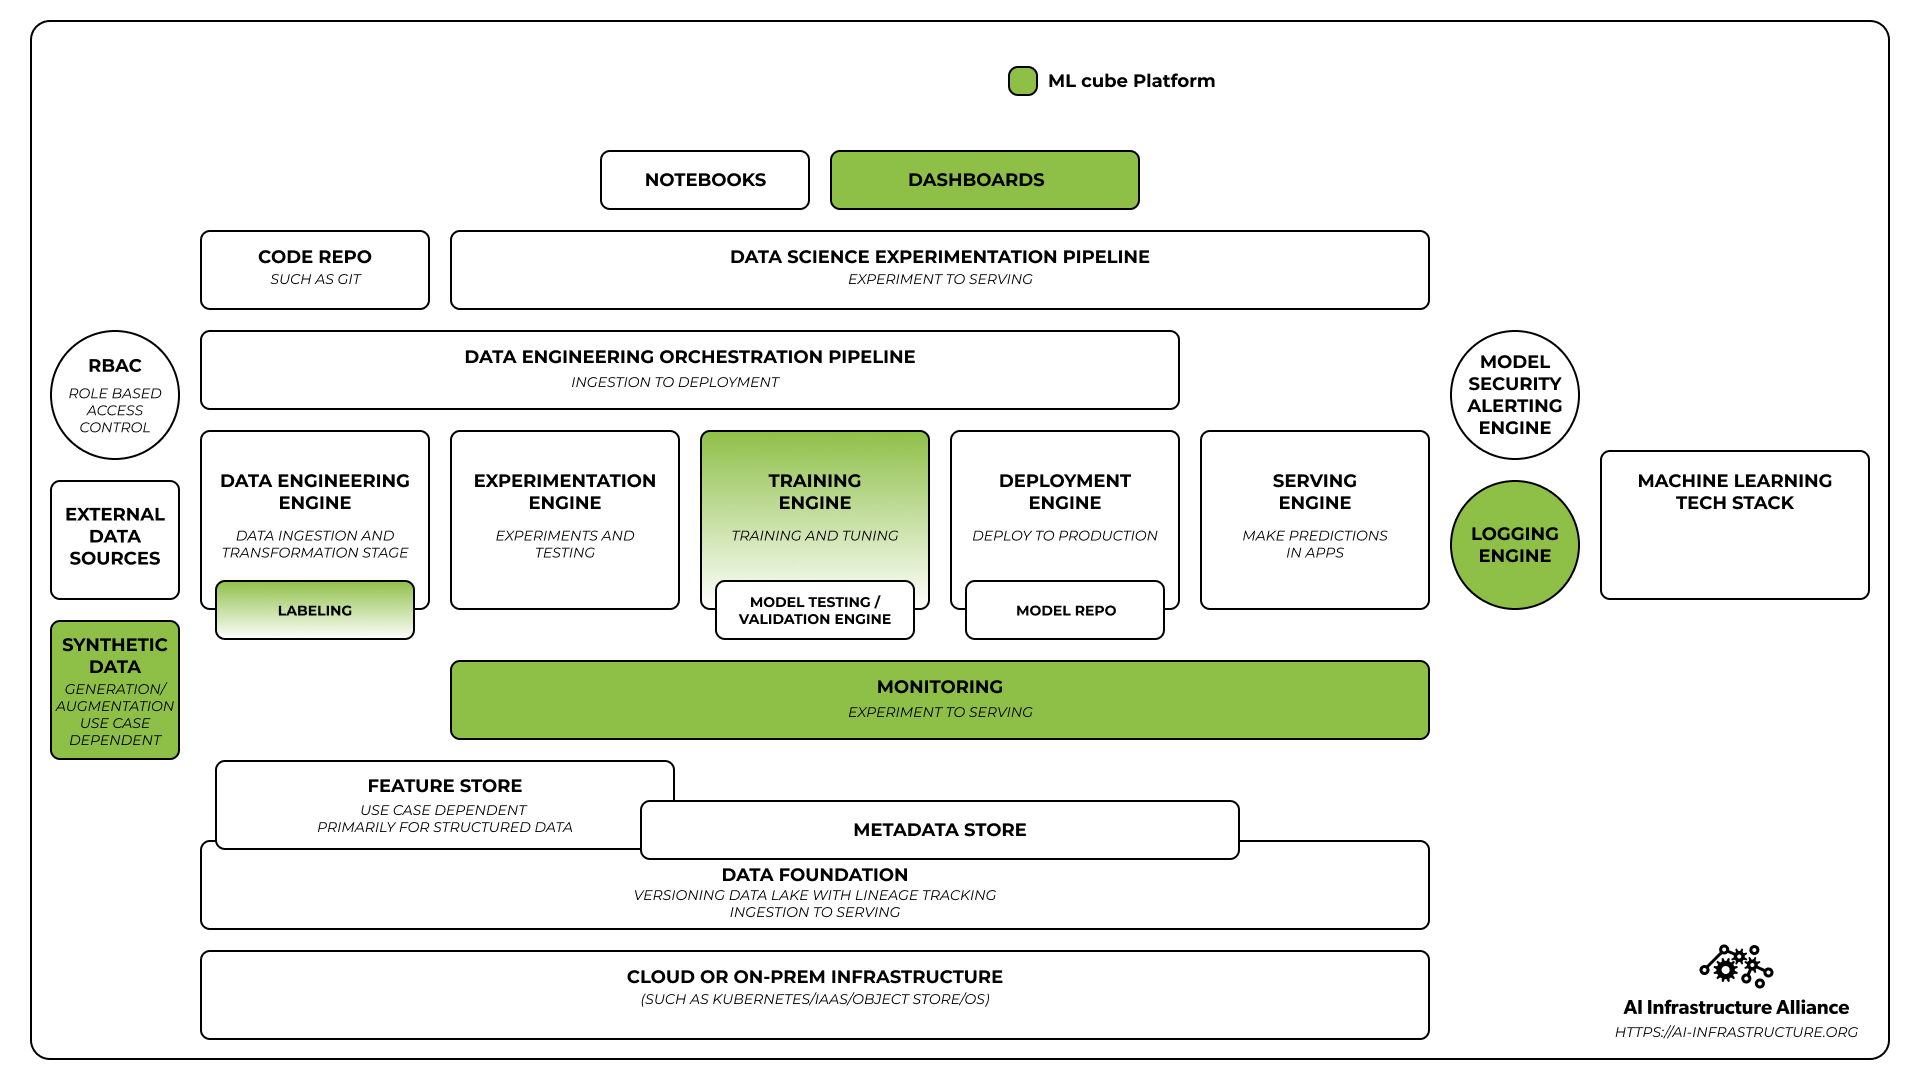 ML cube Platform
NOTEBOOKS
DASHBOARDS
CODE REPO
SUCH AS GIT
DATA SCIENCE EXPERIMENTATION PIPELINE
EXPERIMENT TO SERVING
RBAC
ROLE BASED
ACCESS
CONTROL
DATA ENGINEERING ORCHESTRATION PIPELINE
INGESTION TO DEPLOYMENT
MODEL
SECURITY
ALERTING
ENGINE
EXTERNAL
DATA
SOURCES
DATA ENGINEERING
ENGINE
DATA INGESTION AND
TRANSFORMATION STAGE
LABELING
EXPERIMENTATION
ENGINE
EXPERIMENTS AND
TESTING
TRAINING
ENGINE
TRAINING AND TUNING
MODEL TESTING /
VALIDATION ENGINE
DEPLOYMENT
ENGINE
DEPLOY TO PRODUCTION
MODEL REPO
SERVING
ENGINE
MAKE PREDICTIONS
IN APPS
LOGGING
ENGINE
MACHINE LEARNING
TECH STACK
SYNTHETIC
DATA
GENERATION/
AUGMENTATION
USE CASE
DEPENDENT
MONITORING
EXPERIMENT TO SERVING
FEATURE STORE
USE CASE DEPENDENT
PRIMARILY FOR STRUCTURED DATA
METADATA STORE
DATA FOUNDATION
VERSIONING DATA LAKE WITH LINEAGE TRACKING
INGESTION TO SERVING
CLOUD OR ON-PREM INFRASTRUCTURE
(SUCH AS KUBERNETES/IAAS/OBJECT STORE/OS)
AI Infrastructure Alliance
HTTPS://AI-INFRASTRUCTURE.ORG